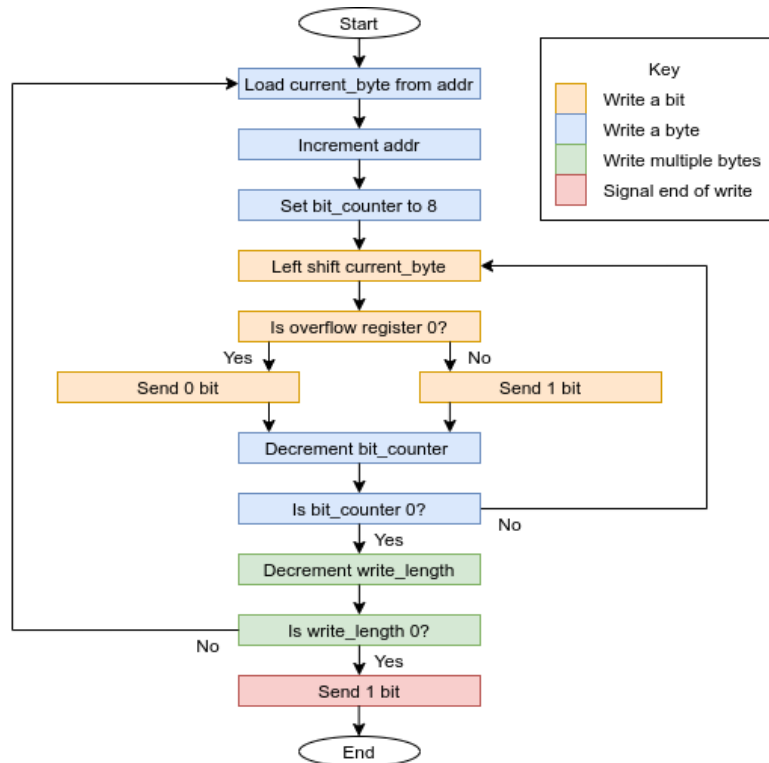 Start
Load current_byte from addr
Increment addr
Set bit_counter to 8
Left shift current_byte
Is overflow register 0?
Yes
No
Send 0 bit
Send 1 bit
Decrement bit_counter
Is bit_counter 0?
No
Yes
Decrement write_length
Is write_length 0?
No
Yes
Send 1 bit
End
Key
Write a bit
Write a byte
Write multiple bytes
Signal end of write